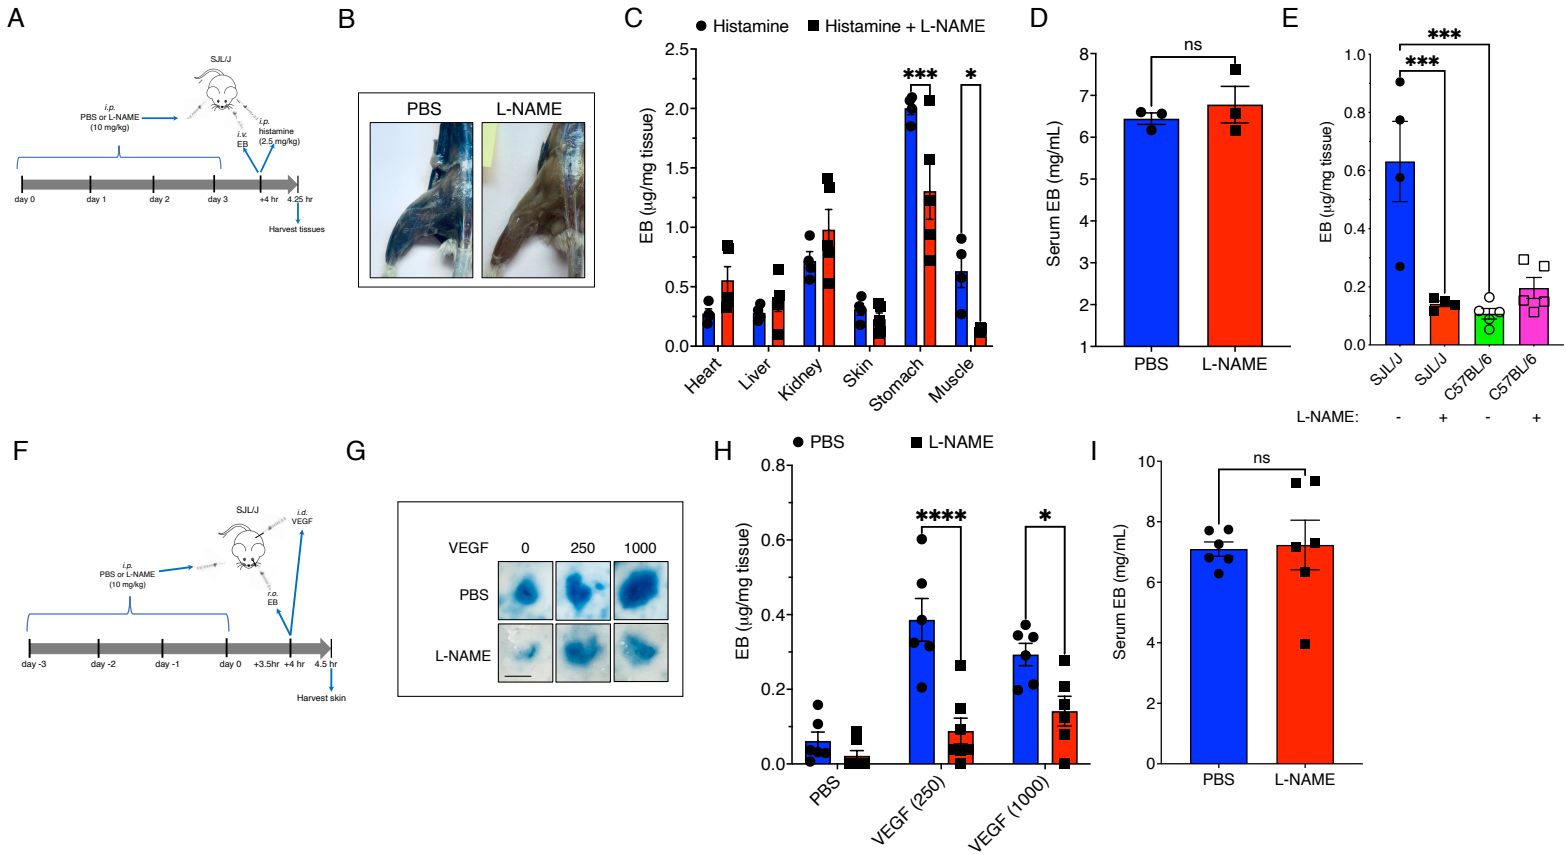 A
SJL/J
i.p.
PBS or L-NAME
(10 mg/kg)
i.v.
EB
i.p.
histamine
(2.5 mg/kg)
day 0
day 1
day 2
day 3
+4 hr
4.25 hr
Harvest tissues
B
PBS
L-NAME
C
Histamine
Histamine + L-NAME
EB (µg/mg tissue)
2.5
2.0
1.5
1.0
0.5
0.0
***
*
Heart
Liver
Kidney
Skin
Stomach
Muscle
D
ns
Serum EB (mg/mL)
8
7
6
5
4
3
2
1
PBS
L-NAME
E
***
***
EB (µg/mg tissue)
1.0
0.8
0.6
0.4
0.2
0.0
SJL/J
SJL/J
C57BL/6
C57BL/6
L-NAME: - + - +
F
SJL/J
i.d.
VEGF
i.p.
PBS or L-NAME
(10 mg/kg)
r.o.
EB
day -3
day -2
day -1
day 0
+3.5hr
+4 hr
4.5 hr
Harvest skin
G
VEGF 0 250 1000
PBS
L-NAME
H
PBS
L-NAME
EB (µg/mg tissue)
0.8
0.6
0.4
0.2
0.0
****
*
PBS
VEGF (250)
VEGF (1000)
I
ns
Serum EB (mg/mL)
10
8
6
4
2
0
PBS
L-NAME